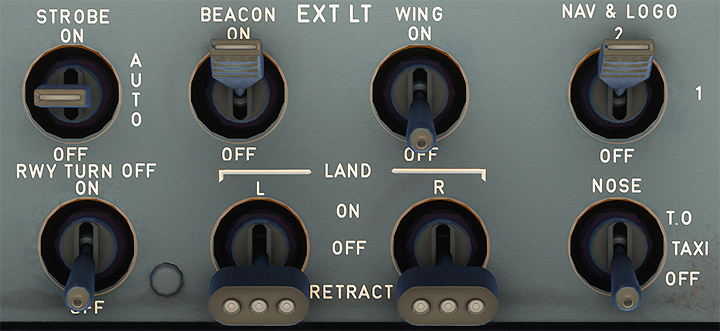 STROBE
ON
AUTO
OFF
BEACON
ON
OFF
EXT LT
WING
ON
OFF
NAV & LOGO
2
1
OFF
RWY TURN OFF
ON
OFF
LAND
L
R
ON
OFF
RETRACT
NOSE
T.O
TAXI
OFF